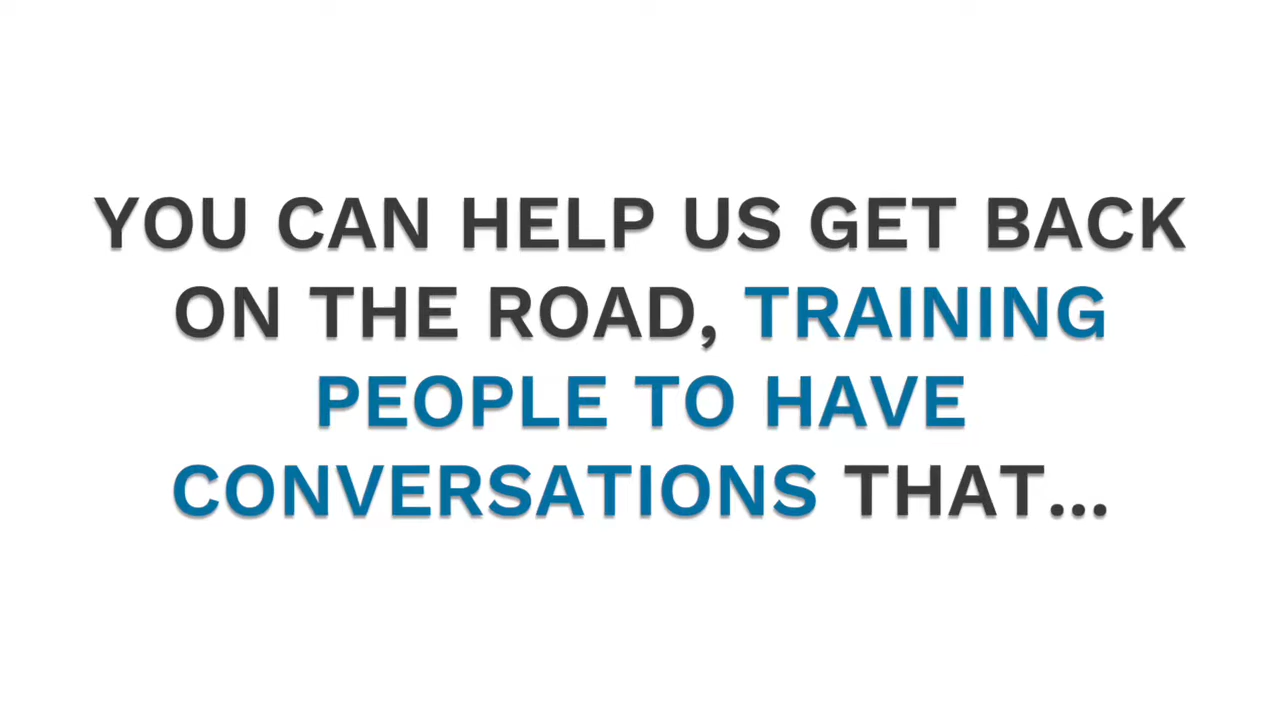 YOU CAN HELP US GET BACK
ON THE ROAD, TRAINING
PEOPLE TO HAVE
CONVERSATIONS THAT...